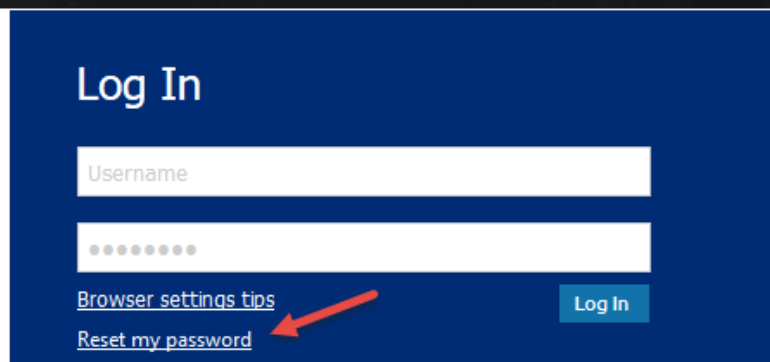 Log In
Username
●●●●●●●●
Browser settings tips
Log In
Reset my password